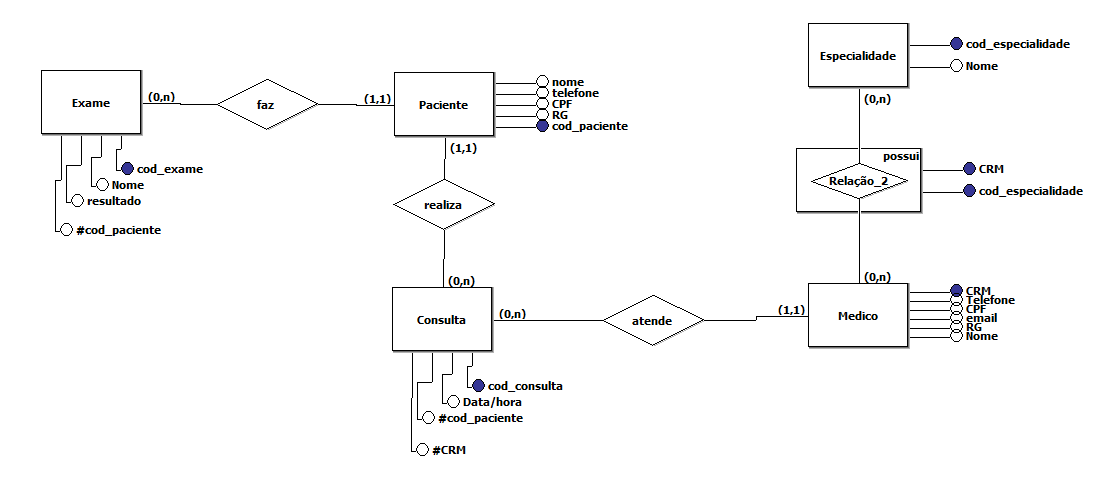 Especialidade
cod_especialidade
Nome
(0,n)
Exame
(0,n)
faz
(1,1)
Paciente
nome
telefone
CPF
RG
cod_paciente
(1,1)
cod_exame
Nome
resultado
#cod_paciente
realiza
possui
Relação_2
CRM
cod_especialidade
(0,n)
Consulta
(0,n)
atende
(1,1)
(0,n)
Medico
CRM
Telefone
CPF
email
RG
Nome
cod_consulta
Data/hora
#cod_paciente
#CRM